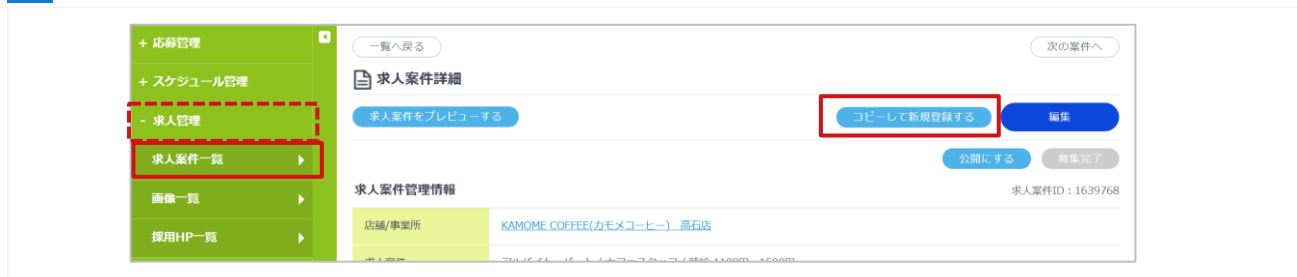 + 応募管理
一覧へ戻る
次の案件へ
+ スケジュール管理
求人案件詳細
- 求人管理
求人案件をプレビューする
コピーして新規登録する
編集
求人案件一覧
公開にする
募集完了
画像一覧
求人案件管理情報
求人案件ID：1639768
採用HP一覧
店舗/事業所
KAMOME COFFEE(カモメコーヒー)　高石店